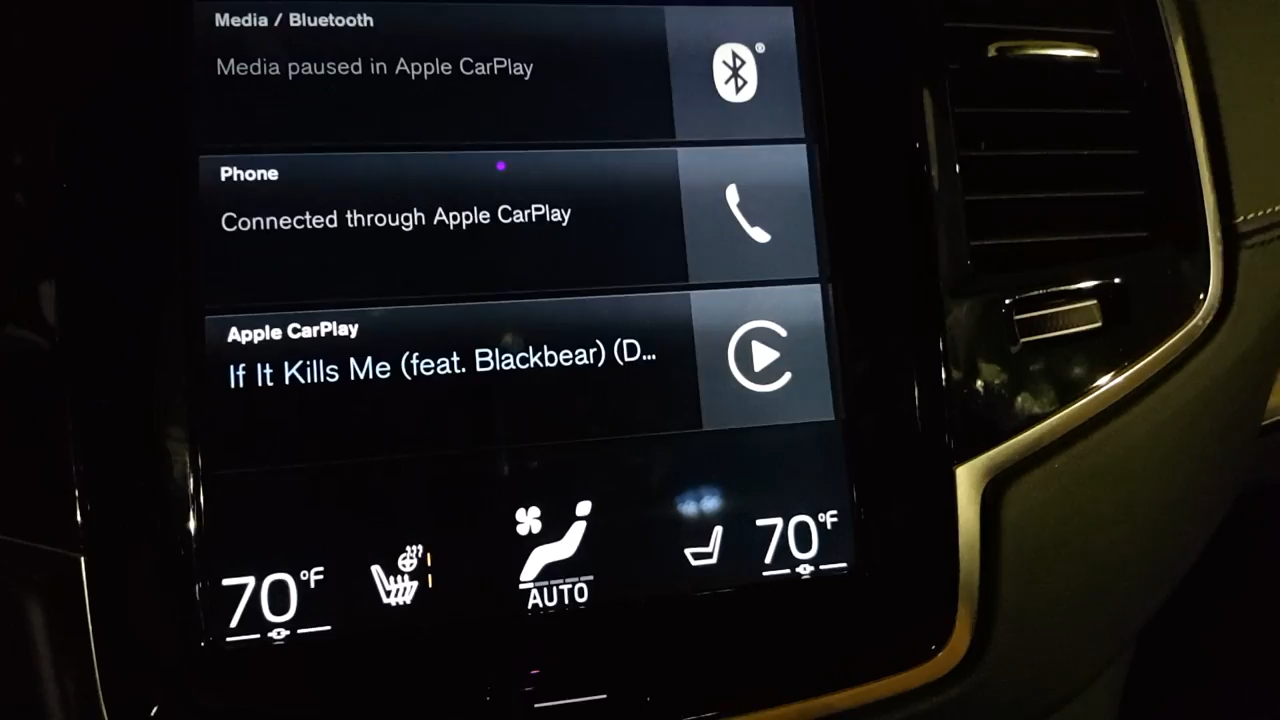 Media / Bluetooth
Media paused in Apple CarPlay
®
Phone
Connected through Apple CarPlay
Apple CarPlay
If It Kills Me (feat. Blackbear) (D...
70°F
AUTO
70°F